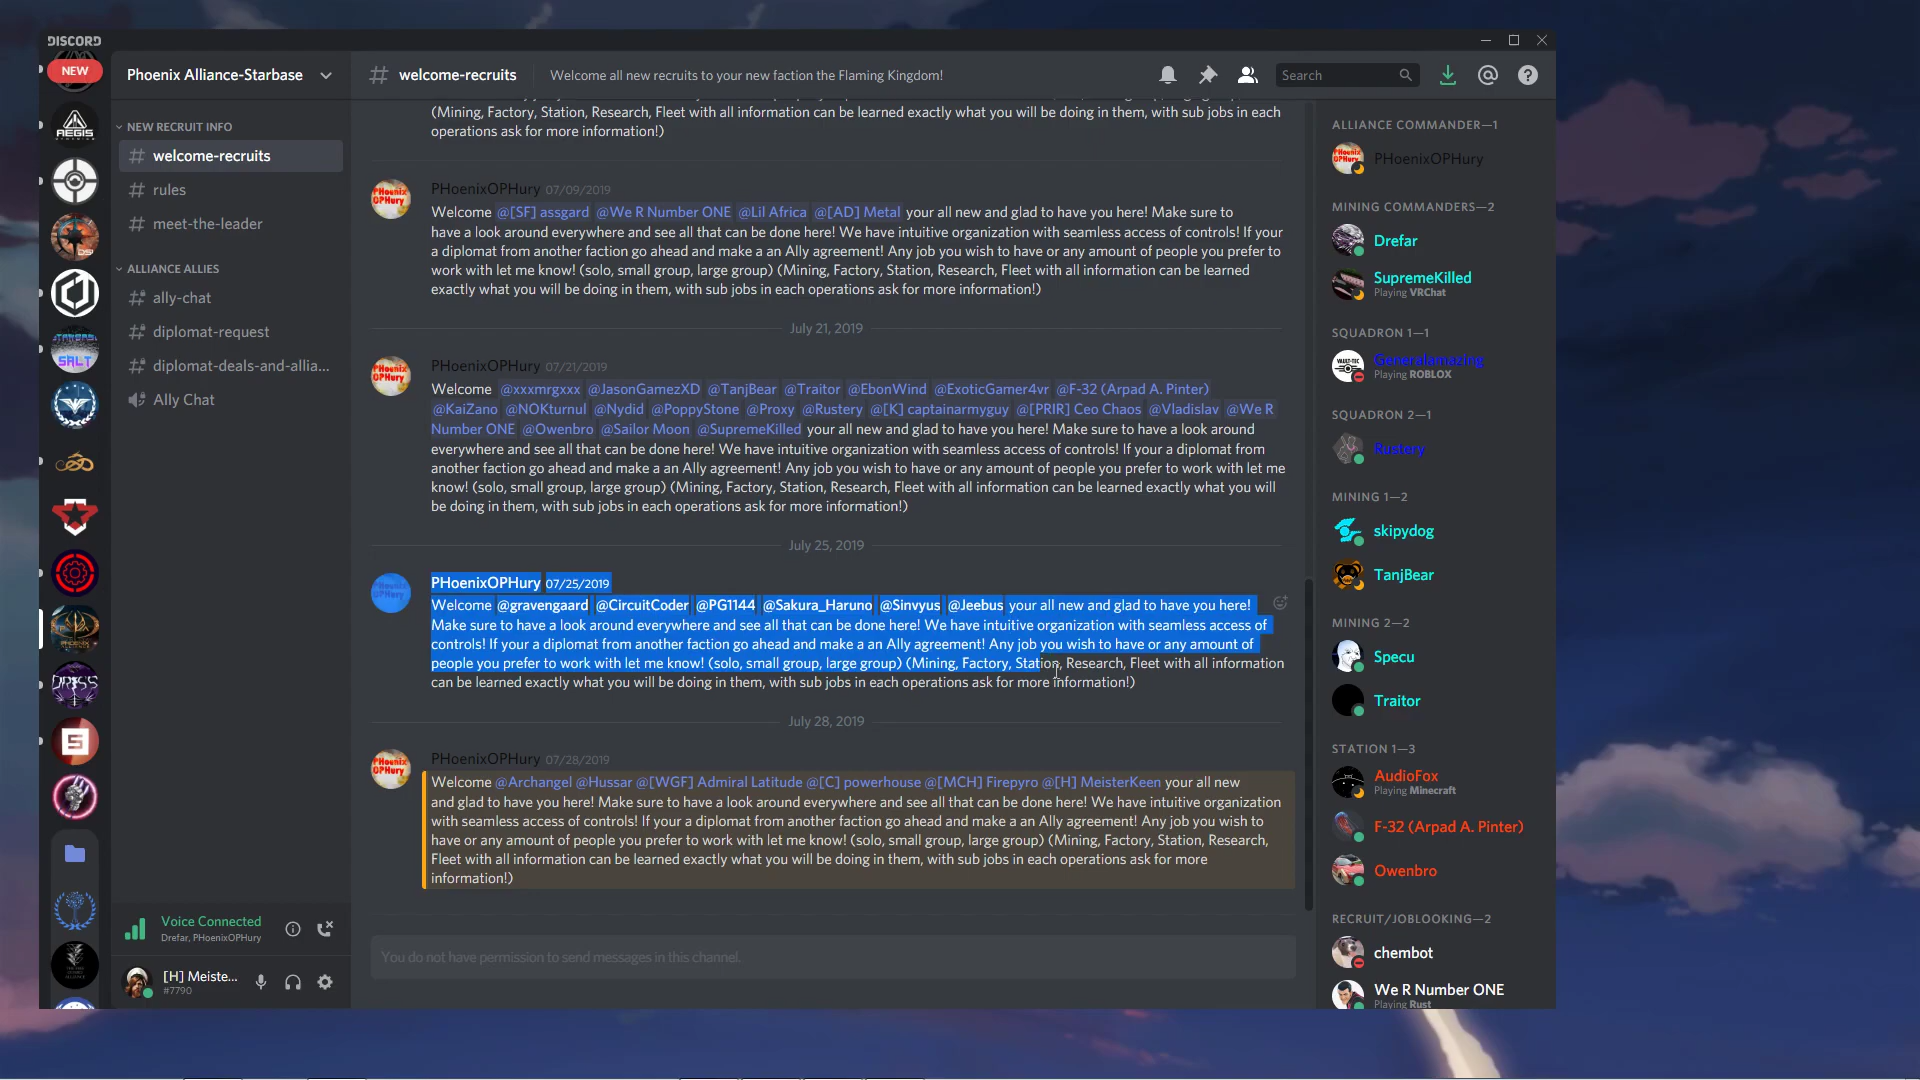 DISCORD
NEW
AEGIS
SALT
DRISS
S
Phoenix Alliance-Starbase
NEW RECRUIT INFO
# welcome-recruits
# rules
# meet-the-leader
ALLIANCE ALLIES
# ally-chat
# diplomat-request
# diplomat-deals-and-allia...
Ally Chat
Voice Connected
Drefar, PHoenixOPHury
[H] Meiste...
#7790
# welcome-recruits
Welcome all new recruits to your new faction the Flaming Kingdom!
Search
(Mining, Factory, Station, Research, Fleet with all information can be learned exactly what you will be doing in them, with sub jobs in each
operations ask for more information!)
PHoenixOPHury 07/09/2019
Welcome @[SF] assgard @We R Number ONE @Lil Africa @[AD] Metal your all new and glad to have you here! Make sure to
have a look around everywhere and see all that can be done here! We have intuitive organization with seamless access of controls! If your
a diplomat from another faction go ahead and make a an Ally agreement! Any job you wish to have or any amount of people you prefer to
work with let me know! (solo, small group, large group) (Mining, Factory, Station, Research, Fleet with all information can be learned
exactly what you will be doing in them, with sub jobs in each operations ask for more information!)
July 21, 2019
PHoenixOPHury 07/21/2019
Welcome @xxxmrgxxx @JasonGamezXD @TanjBear @Traitor @EbonWind @ExoticGamer4vr @F-32 (Arpad A. Pinter)
@KaiZano @NOKturnul @Nydid @PoppyStone @Proxy @Rustery @[K] captainarmyguy @[PRIR] Ceo Chaos @Vladislav @We R
Number ONE @Owenbro @Sailor Moon @SupremeKilled your all new and glad to have you here! Make sure to have a look around
everywhere and see all that can be done here! We have intuitive organization with seamless access of controls! If your a diplomat from
another faction go ahead and make a an Ally agreement! Any job you wish to have or any amount of people you prefer to work with let me
know! (solo, small group, large group) (Mining, Factory, Station, Research, Fleet with all information can be learned exactly what you will
be doing in them, with sub jobs in each operations ask for more information!)
July 25, 2019
PHoenixOPHury 07/25/2019
Welcome @gravengaard @CircuitCoder @PG1144 @Sakura_Haruno @Sinvyus @Jeebus your all new and glad to have you here!
Make sure to have a look around everywhere and see all that can be done here! We have intuitive organization with seamless access of
controls! If your a diplomat from another faction go ahead and make a an Ally agreement! Any job you wish to have or any amount of
people you prefer to work with let me know! (solo, small group, large group) (Mining, Factory, Station, Research, Fleet with all information
can be learned exactly what you will be doing in them, with sub jobs in each operations ask for more information!)
July 28, 2019
PHoenixOPHury 07/28/2019
Welcome @Archangel @Hussar @[WGF] Admiral Latitude @[C] powerhouse @[MCH] Firepyro @[H] MeisterKeen your all new
and glad to have you here! Make sure to have a look around everywhere and see all that can be done here! We have intuitive organization
with seamless access of controls! If your a diplomat from another faction go ahead and make a an Ally agreement! Any job you wish to
have or any amount of people you prefer to work with let me know! (solo, small group, large group) (Mining, Factory, Station, Research,
Fleet with all information can be learned exactly what you will be doing in them, with sub jobs in each operations ask for more
information!)
You do not have permission to send messages in this channel.
ALLIANCE COMMANDER—1
PHoenixOPHury
MINING COMMANDERS—2
Drefar
SupremeKilled
Playing VRChat
SQUADRON 1—1
Generalamazing
Playing ROBLOX
SQUADRON 2—1
Rustery
MINING 1—2
skipydog
TanjBear
MINING 2—2
Specu
Traitor
STATION 1—3
AudioFox
Playing Minecraft
F-32 (Arpad A. Pinter)
Owenbro
RECRUIT/JOBLOOKING—2
chembot
We R Number ONE
Playing Rust